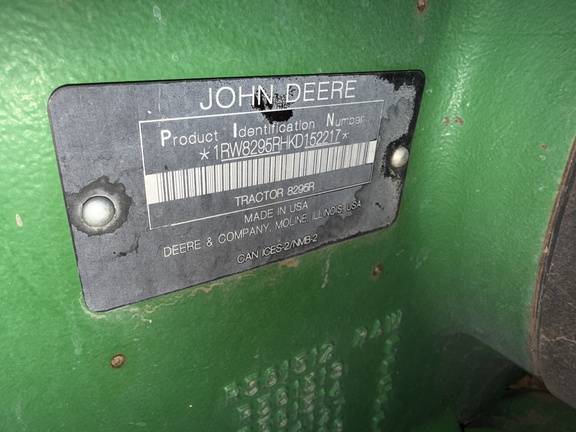 JOHN DEERE
Product Identification Number
*1RW8295RHKD152217*
TRACTOR 8295R
MADE IN USA
DEERE & COMPANY, MOLINE, ILLINOIS, USA
CAN ICES-2/NMB-2